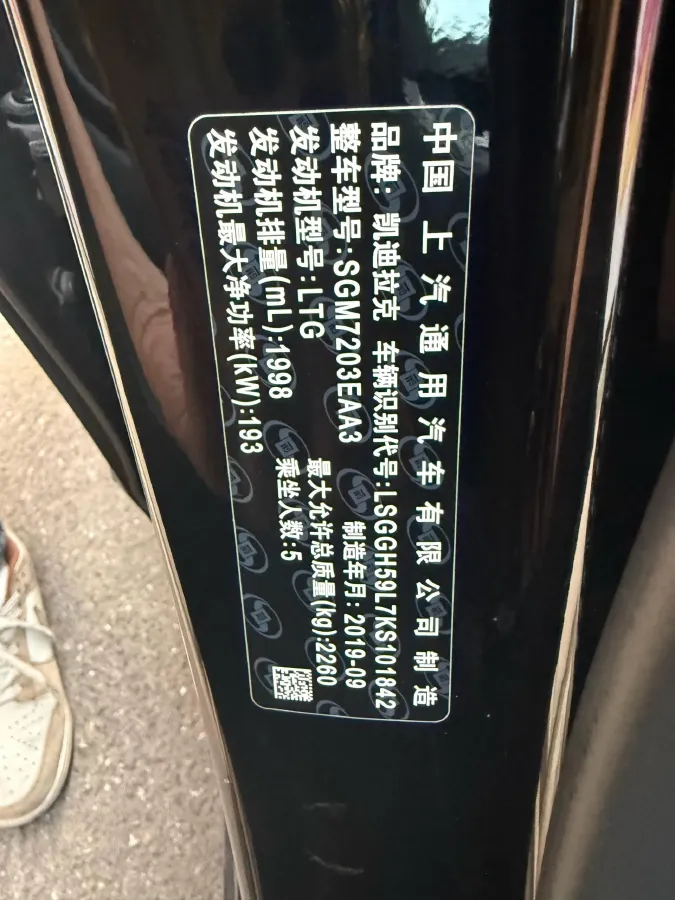 中国 上汽通用汽车有限公司制造
品牌: 凯迪拉克 车辆识别代号:LSGGH59L7KS101842
整车型号:SGM7203EAA3 制造年月: 2019-09
发动机型号:LTG 最大允许总质量(kg):2260
发动机排量(mL):1998 乘坐人数:5
发动机最大净功率(kW):193